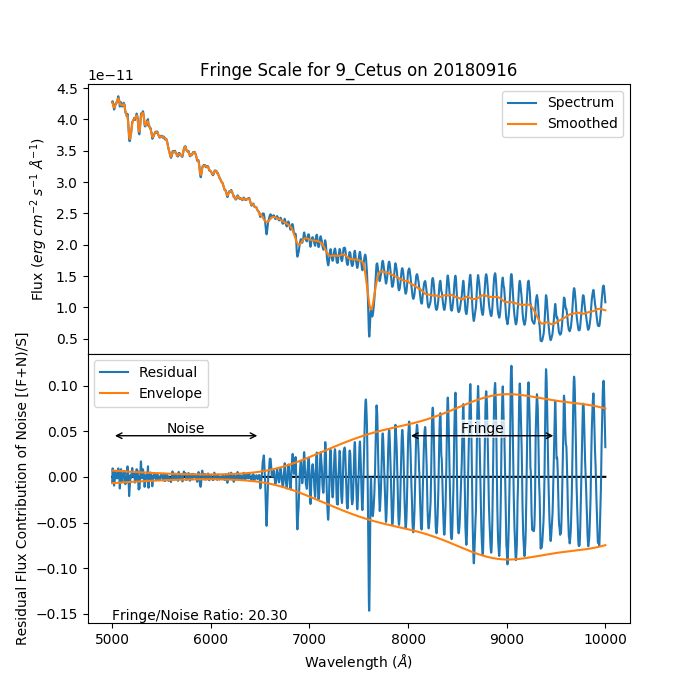 Fringe Scale for 9_Cetus on 20180916
1e−11
Spectrum
Smoothed
4.5
4.0
3.5
3.0
2.5
2.0
1.5
1.0
0.5
Flux (erg cm⁻² s⁻¹ Å⁻¹)
Residual
Envelope
Noise
Fringe
0.10
0.05
0.00
−0.05
−0.10
−0.15
Residual Flux Contribution of Noise [(F+N)/S]
Fringe/Noise Ratio: 20.30
5000 6000 7000 8000 9000 10000
Wavelength (Å)